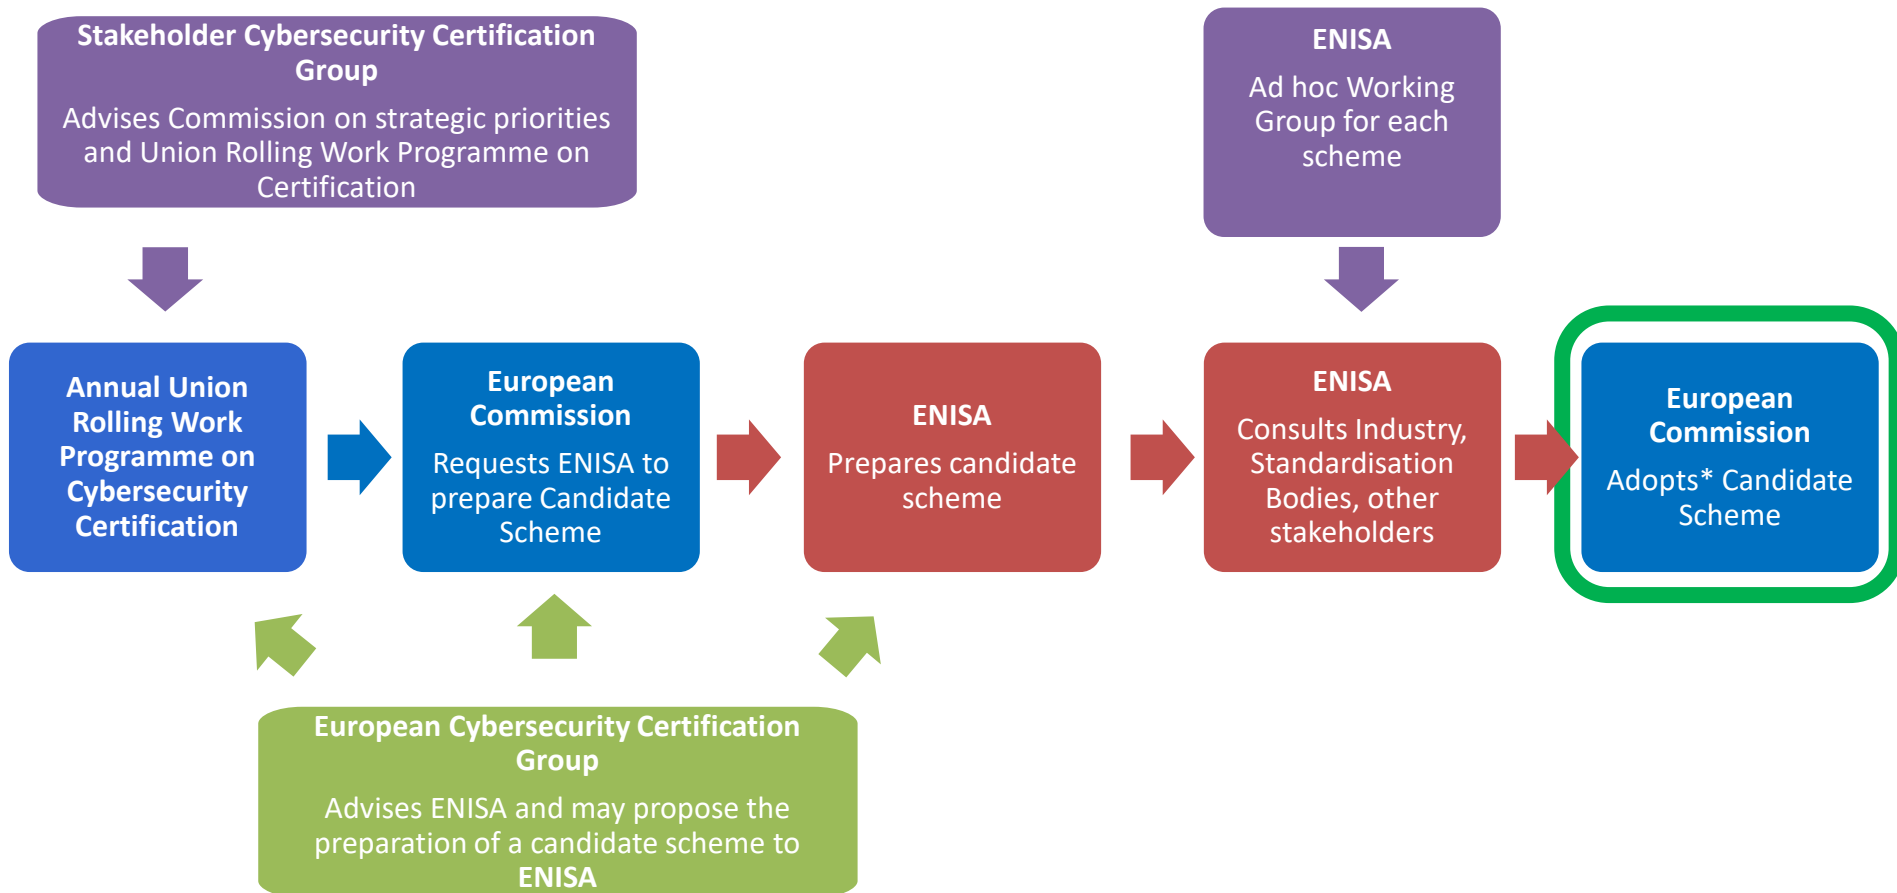 Stakeholder Cybersecurity Certification
Group
Advises Commission on strategic priorities
and Union Rolling Work Programme on
Certification
ENISA
Ad hoc Working
Group for each
scheme
Annual Union
Rolling Work
Programme on
Cybersecurity
Certification
European
Commission
Requests ENISA to
prepare Candidate
Scheme
ENISA
Prepares candidate
scheme
ENISA
Consults Industry,
Standardisation
Bodies, other
stakeholders
European
Commission
Adopts* Candidate
Scheme
European Cybersecurity Certification
Group
Advises ENISA and may propose the
preparation of a candidate scheme to
ENISA